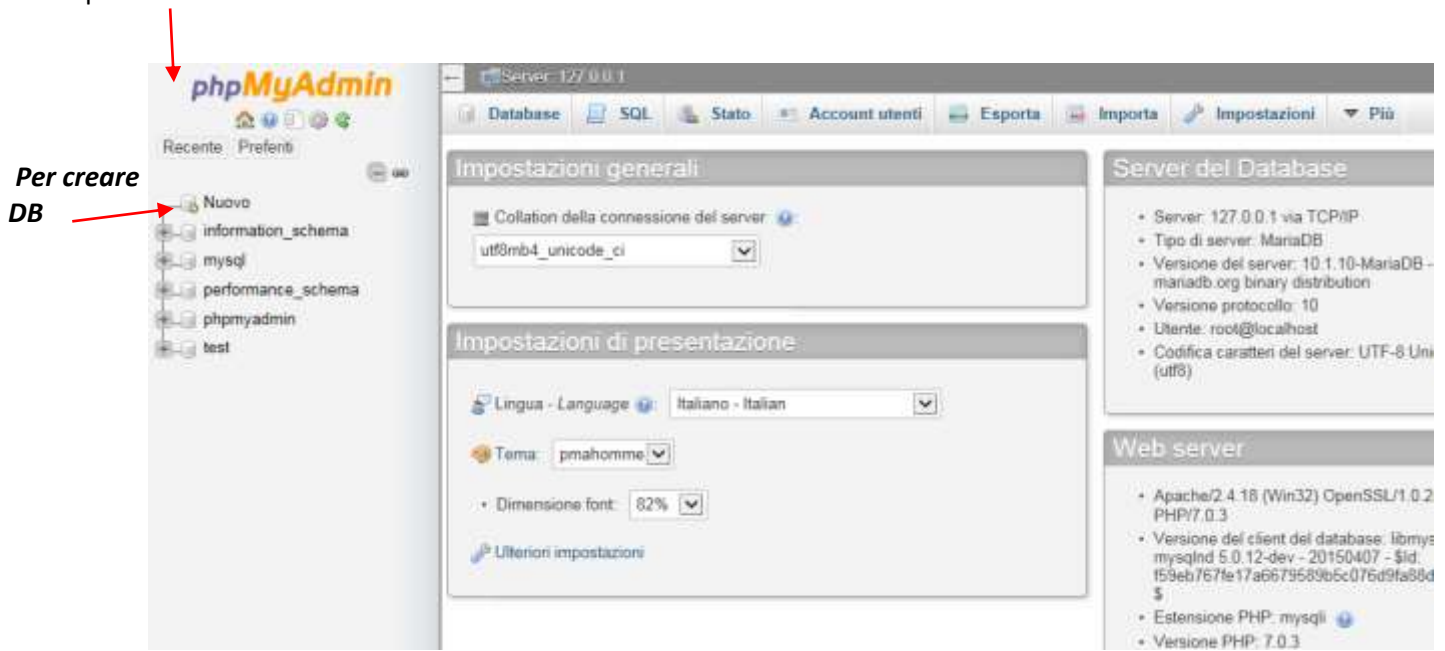 phpMyAdmin
Recente Preferiti
Per creare
DB
Nuovo
information_schema
mysql
performance_schema
phpmyadmin
test
Server: 127.0.0.1
Database SQL Stato Account utenti Esporta Importa Impostazioni Più
Impostazioni generali
Collation della connessione del server
utf8mb4_unicode_ci
Impostazioni di presentazione
Lingua - Language Italiano - Italian
Tema: pmahomme
Dimensione font: 82%
Ulteriori impostazioni
Server del Database
Server: 127.0.0.1 via TCP/IP
Tipo di server: MariaDB
Versione del server: 10.1.10-MariaDB -
mariadb.org binary distribution
Versione protocollo: 10
Utente: root@localhost
Codifica caratteri del server: UTF-8 Uni
(utf8)
Web server
Apache/2.4.18 (Win32) OpenSSL/1.0.2
PHP/7.0.3
Versione del client del database: libmys
mysqlnd 5.0.12-dev - 20150407 - $Id:
$
Estensione PHP: mysqli
Versione PHP: 7.0.3